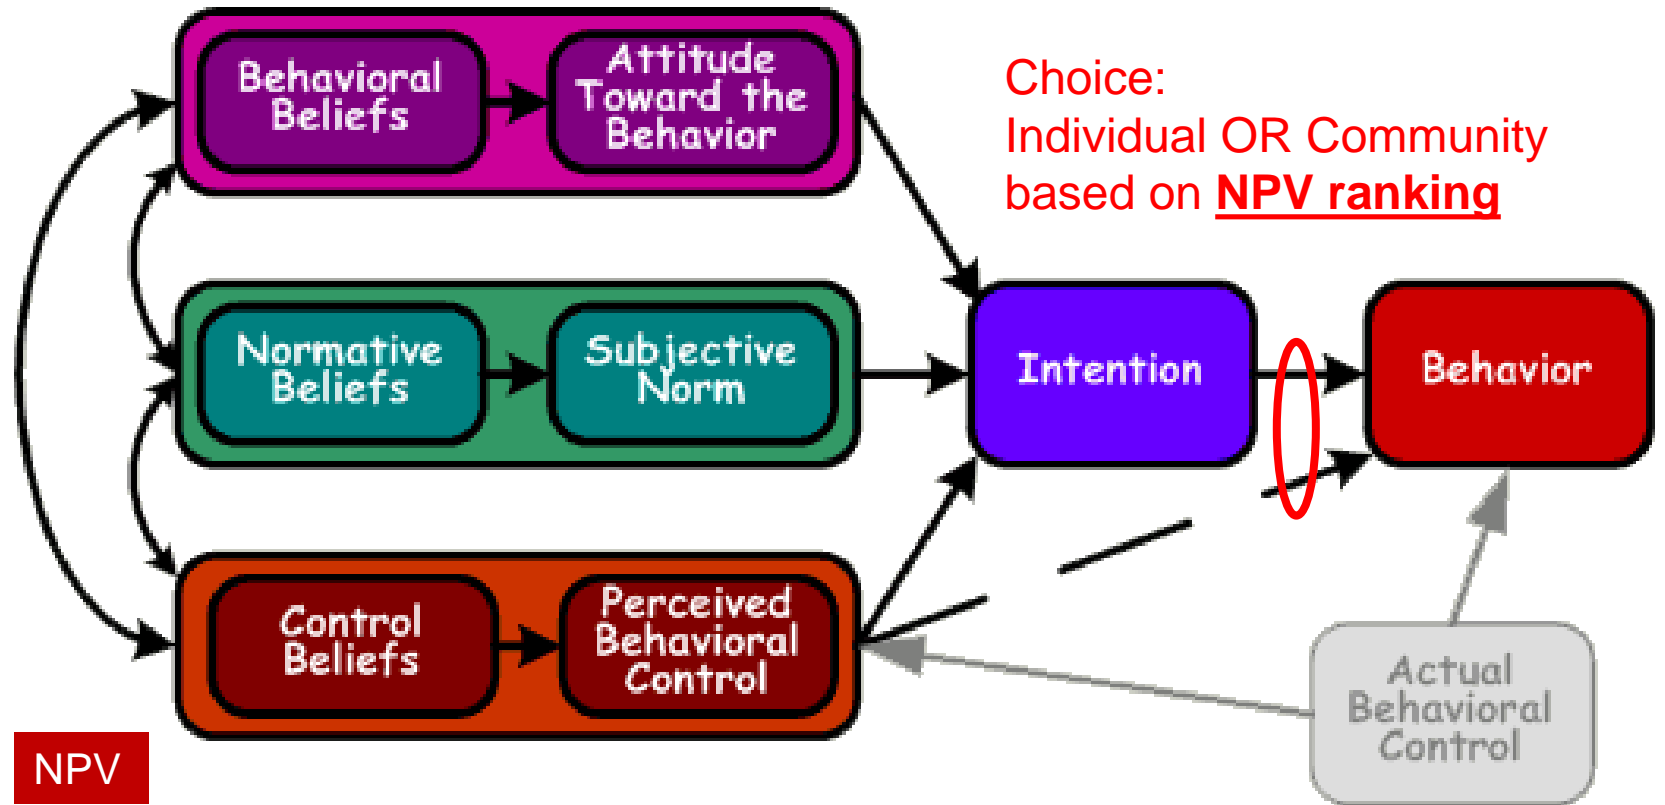 Behavioral
Beliefs
Attitude
Toward the
Behavior
Choice:
Individual OR Community
based on NPV ranking
Normative
Beliefs
Subjective
Norm
Intention
Behavior
Control
Beliefs
Perceived
Behavioral
Control
Actual
Behavioral
Control
NPV